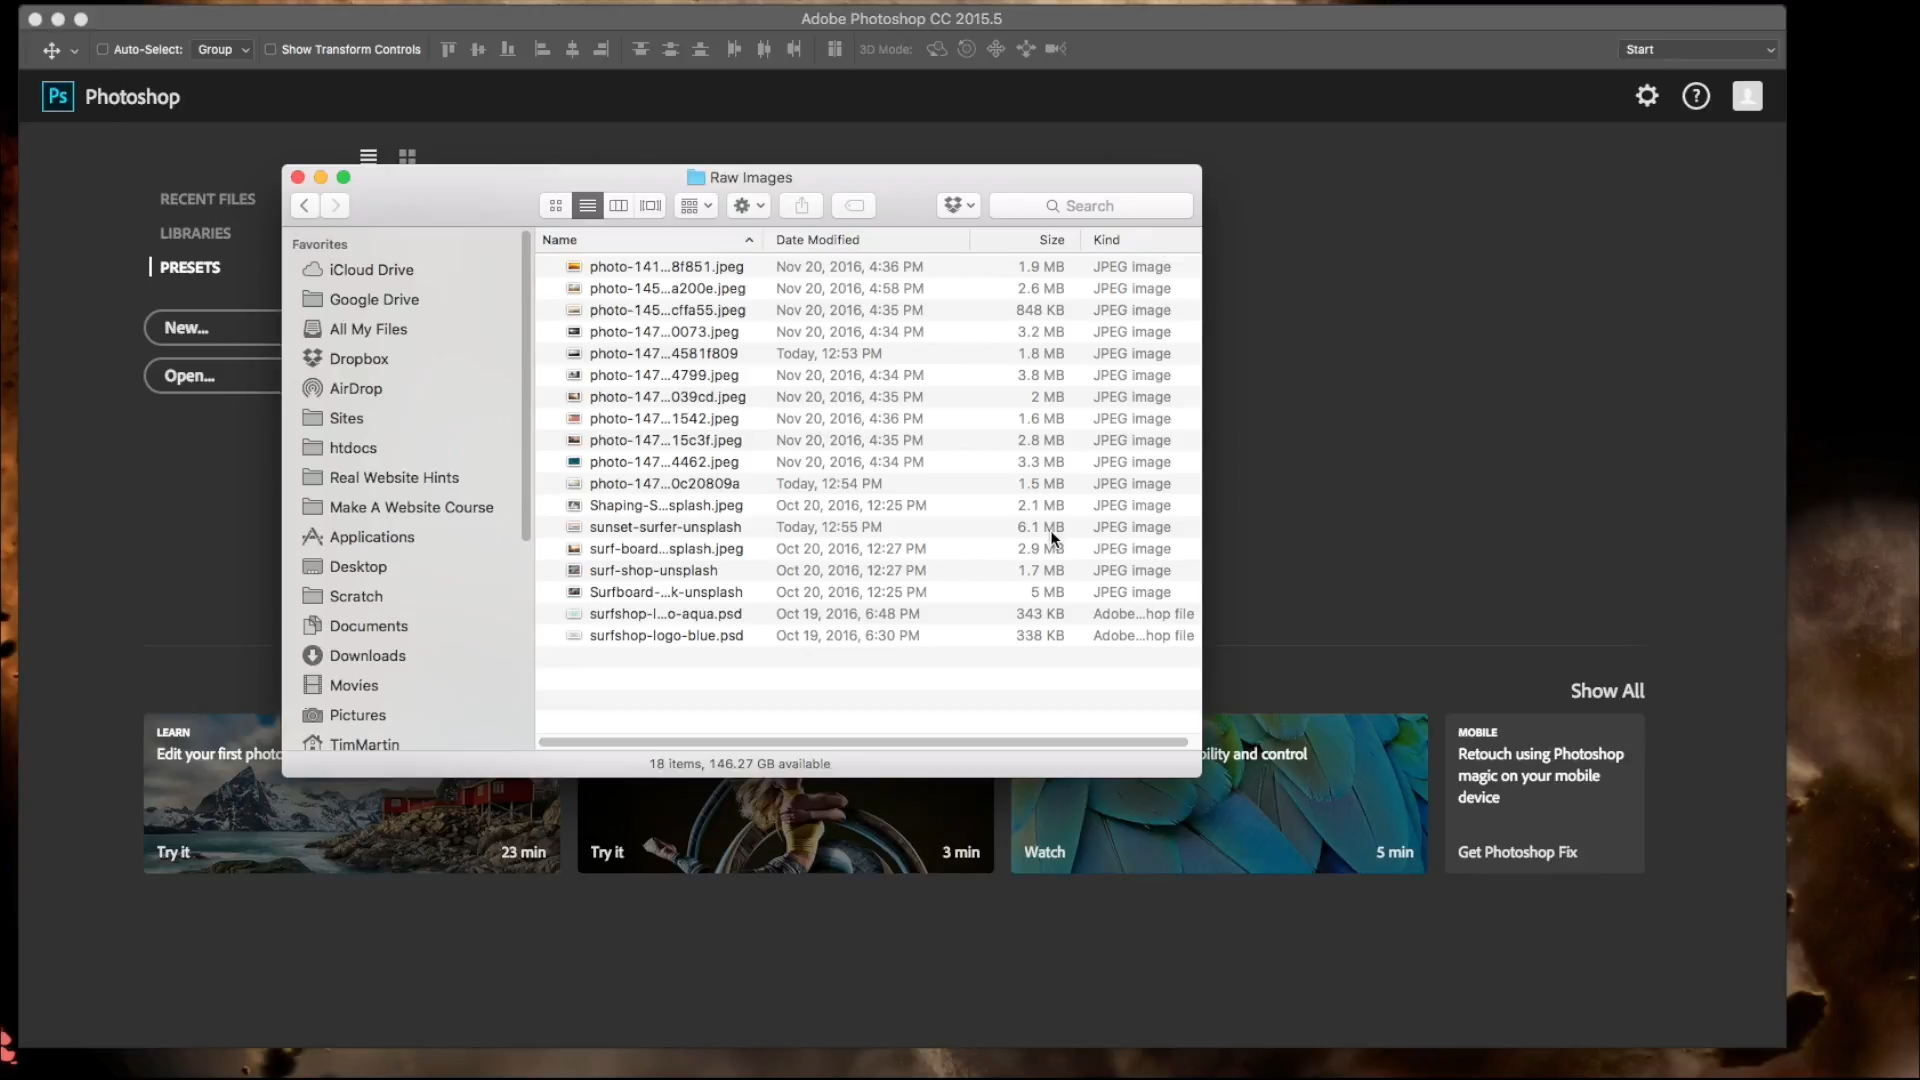 Adobe Photoshop CC 2015.5
Auto-Select: Group Show Transform Controls 3D Mode: Start
Ps Photoshop
RECENT FILES
LIBRARIES
PRESETS
New...
Open...
Raw Images
Search
Favorites
iCloud Drive
Google Drive
All My Files
Dropbox
AirDrop
Sites
htdocs
Real Website Hints
Make A Website Course
Applications
Desktop
Scratch
Documents
Downloads
Movies
Pictures
TimMartin
Name Date Modified Size Kind
photo-141...8f851.jpeg Nov 20, 2016, 4:36 PM 1.9 MB JPEG image
photo-145...a200e.jpeg Nov 20, 2016, 4:58 PM 2.6 MB JPEG image
photo-145...cffa55.jpeg Nov 20, 2016, 4:35 PM 848 KB JPEG image
photo-147...0073.jpeg Nov 20, 2016, 4:34 PM 3.2 MB JPEG image
photo-147...4581f809 Today, 12:53 PM 1.8 MB JPEG image
photo-147...4799.jpeg Nov 20, 2016, 4:34 PM 3.8 MB JPEG image
photo-147...039cd.jpeg Nov 20, 2016, 4:35 PM 2 MB JPEG image
photo-147...1542.jpeg Nov 20, 2016, 4:36 PM 1.6 MB JPEG image
photo-147...15c3f.jpeg Nov 20, 2016, 4:35 PM 2.8 MB JPEG image
photo-147...4462.jpeg Nov 20, 2016, 4:34 PM 3.3 MB JPEG image
photo-147...0c20809a Today, 12:54 PM 1.5 MB JPEG image
Shaping-S...splash.jpeg Oct 20, 2016, 12:25 PM 2.1 MB JPEG image
sunset-surfer-unsplash Today, 12:55 PM 6.1 MB JPEG image
surf-board...splash.jpeg Oct 20, 2016, 12:27 PM 2.9 MB JPEG image
surf-shop-unsplash Oct 20, 2016, 12:27 PM 1.7 MB JPEG image
Surfboard-...k-unsplash Oct 20, 2016, 12:25 PM 5 MB JPEG image
surfshop-l...o-aqua.psd Oct 19, 2016, 6:48 PM 343 KB Adobe...hop file
surfshop-logo-blue.psd Oct 19, 2016, 6:30 PM 338 KB Adobe...hop file
18 items, 146.27 GB available
Show All
LEARN
Edit your first photo
Try it 23 min
Try it 3 min
bility and control
Watch 5 min
MOBILE
Retouch using Photoshop
magic on your mobile
device
Get Photoshop Fix